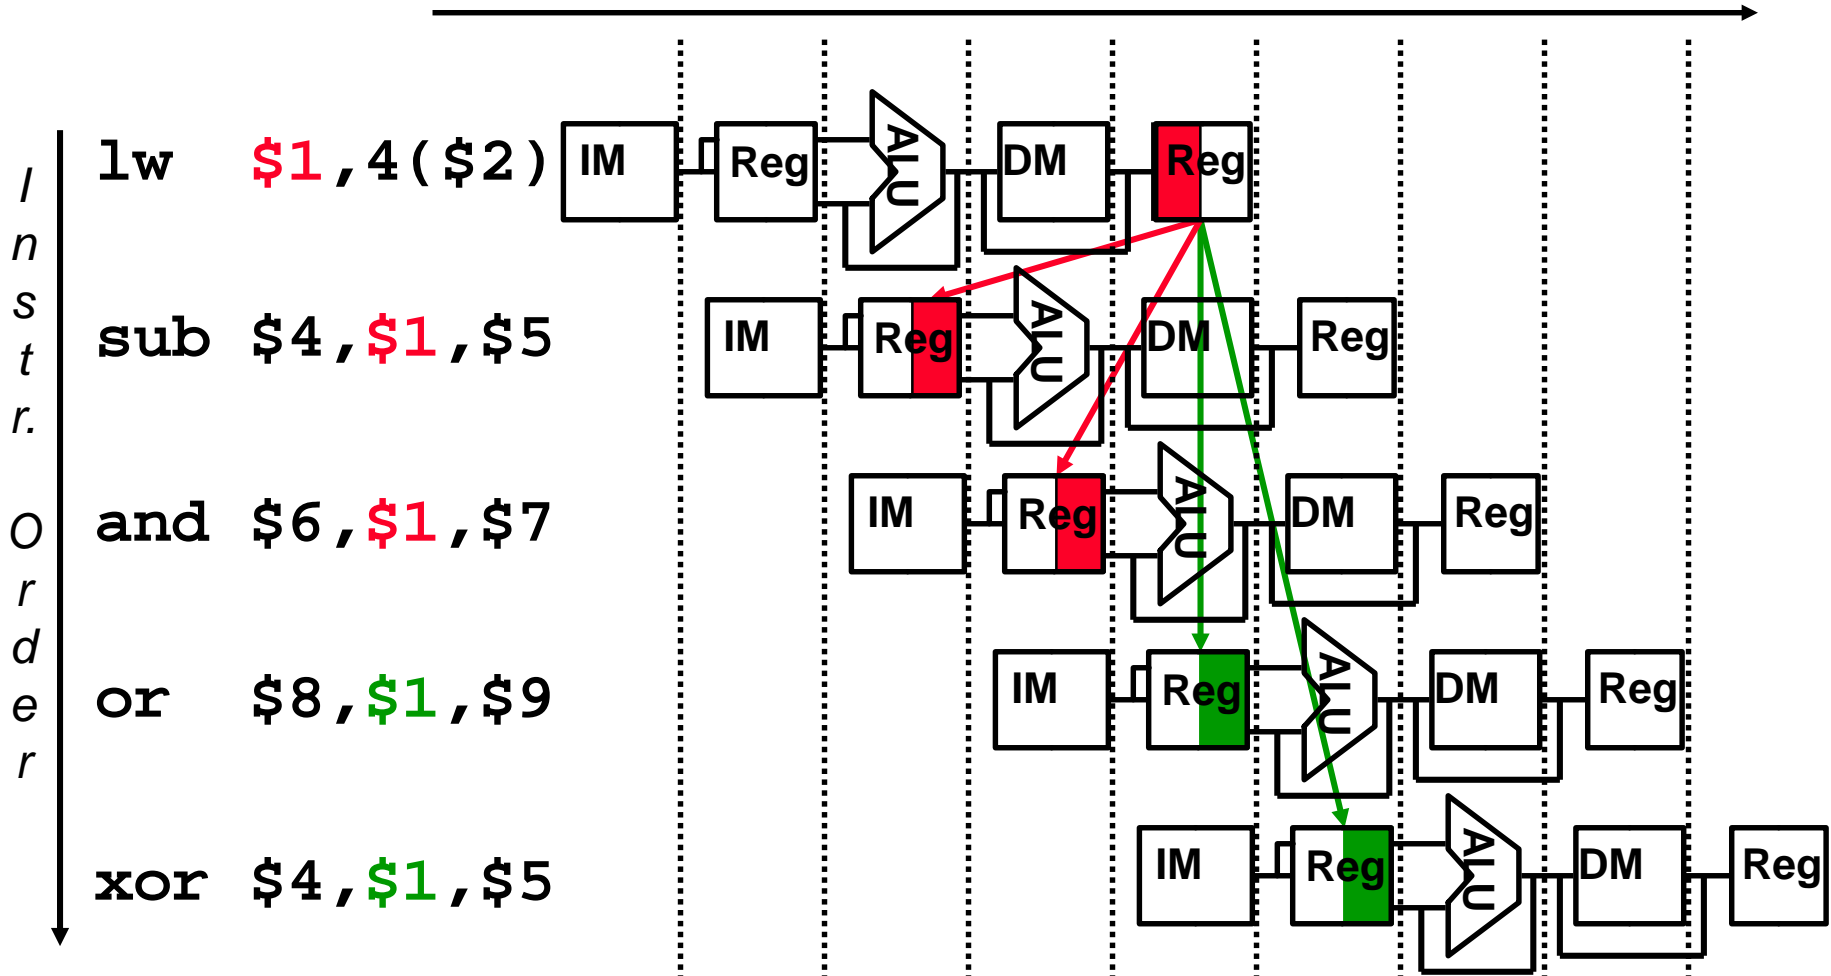 Instr. Order
lw $1,4($2) IM Reg ALU DM Reg
sub $4,$1,$5 IM Reg ALU DM Reg
and $6,$1,$7 IM Reg ALU DM Reg
or $8,$1,$9 IM Reg ALU DM Reg
xor $4,$1,$5 IM Reg ALU DM Reg